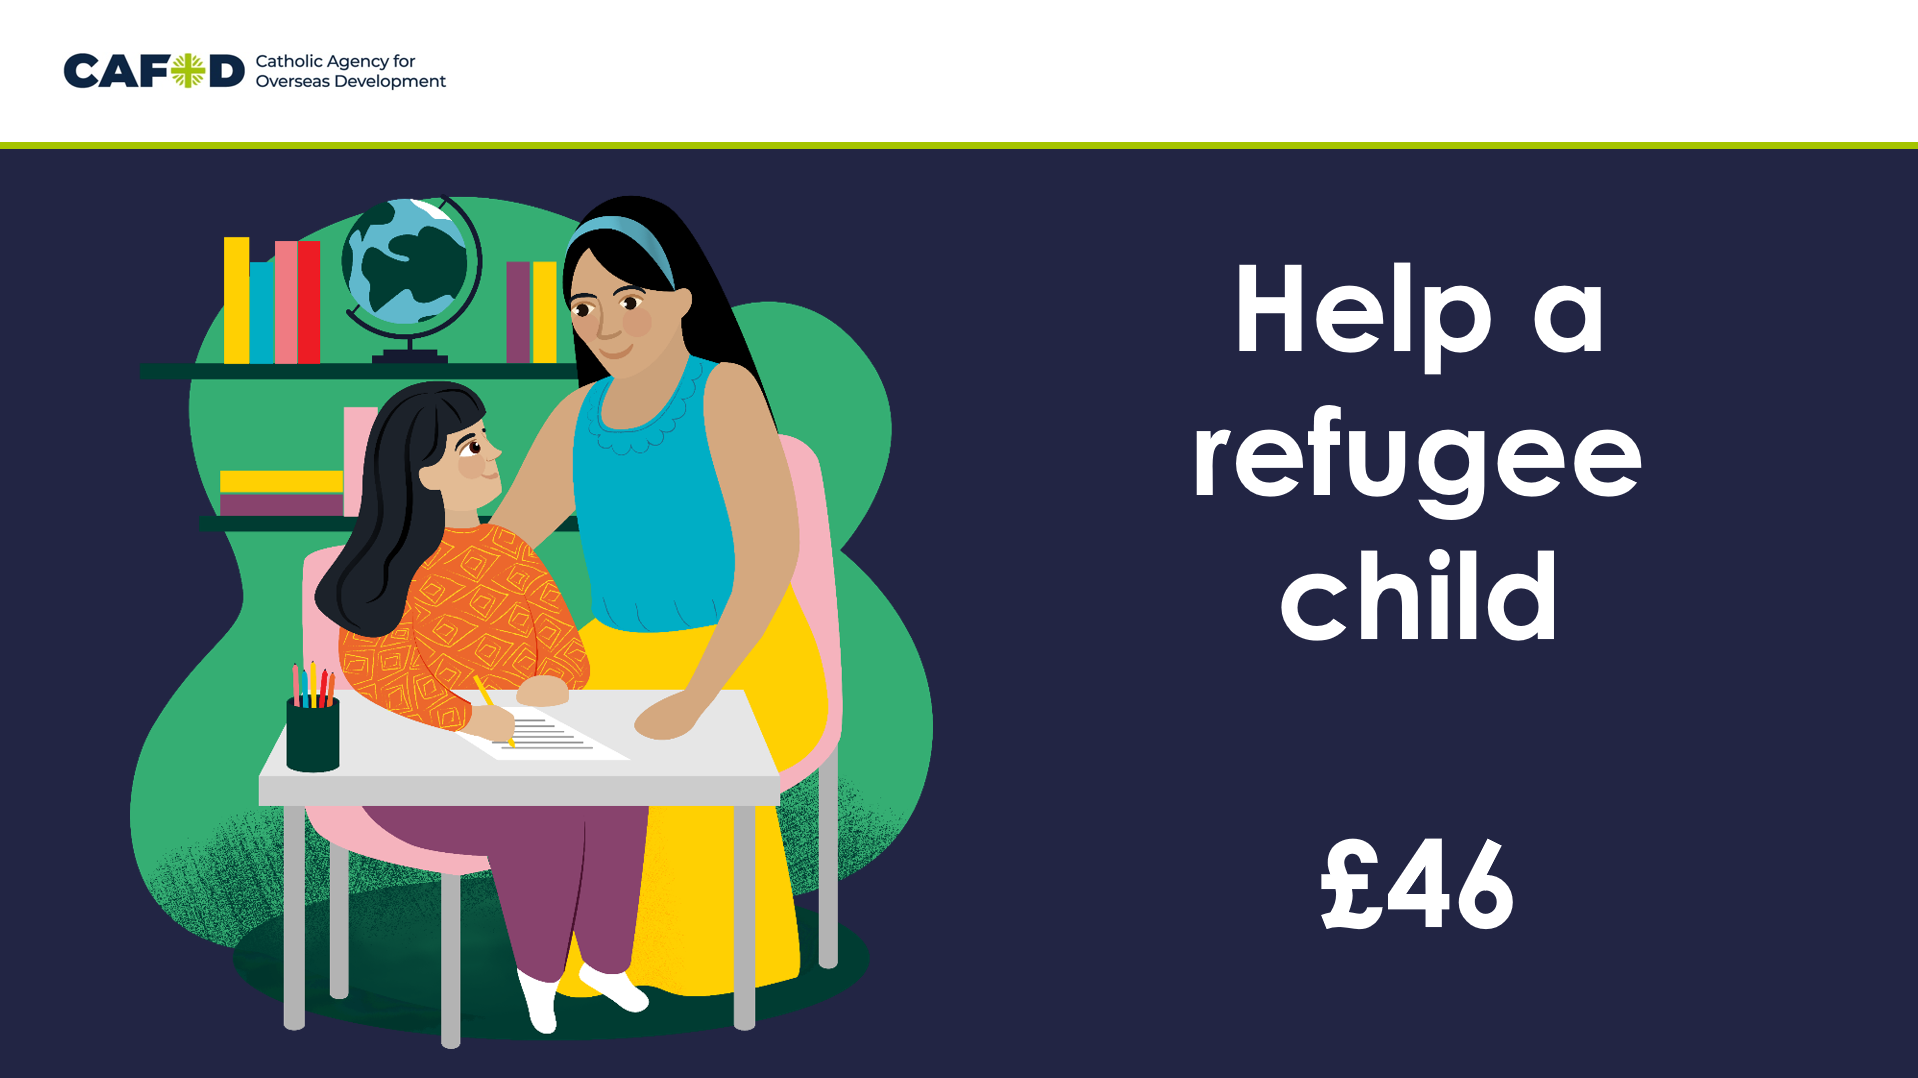 CAFOD
Catholic Agency for
Overseas Development
Help a
refugee
child
£46